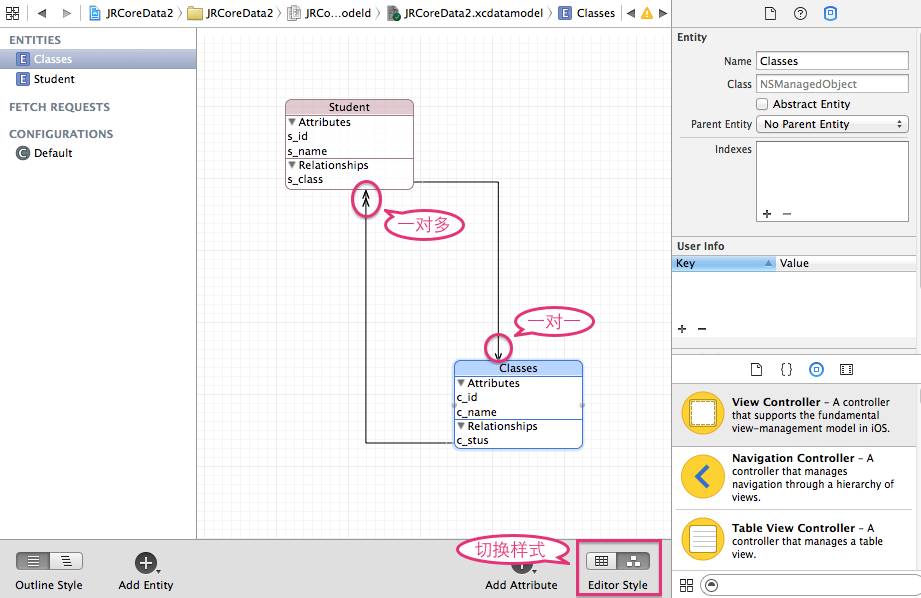 JRCoreData2 JRCoreData2 JRCo...odeld JRCoreData2.xcdatamodel E Classes
ENTITIES
E Classes
E Student
FETCH REQUESTS
CONFIGURATIONS
C Default
Student
Attributes
s_id
s_name
Relationships
s_class
一对多
一对一
Classes
Attributes
c_id
c_name
Relationships
c_stus
切换样式
Outline Style
Add Entity
Add Attribute
Editor Style
Entity
Name Classes
Class NSManagedObject
Abstract Entity
Parent Entity No Parent Entity
Indexes
User Info
Key Value
{}
View Controller - A controller
that supports the fundamental
view-management model in iOS.
Navigation Controller - A
controller that manages
navigation through a hierarchy of
views.
Table View Controller - A
controller that manages a table
view.